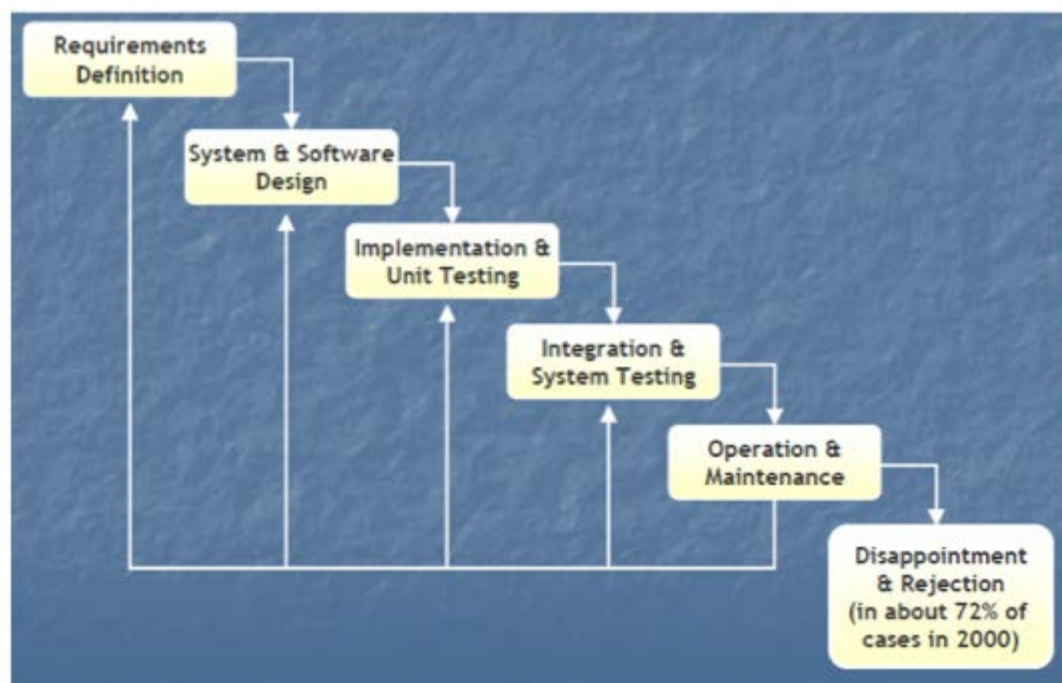 Requirements
Definition
System & Software
Design
Implementation &
Unit Testing
Integration &
System Testing
Operation &
Maintenance
Disappointment
& Rejection
(in about 72% of
cases in 2000)